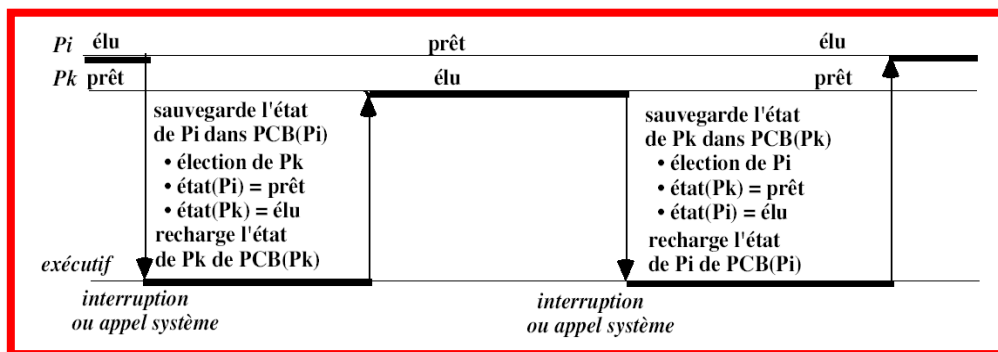 Pi élu prêt élu
Pk prêt élu prêt
sauvegarde l'état
de Pi dans PCB(Pi)
• élection de Pk
• état(Pi) = prêt
• état(Pk) = élu
recharge l'état
de Pk de PCB(Pk)
sauvegarde l'état
de Pk dans PCB(Pk)
• élection de Pi
• état(Pk) = prêt
• état(Pi) = élu
recharge l'état
de Pi de PCB(Pi)
exécutif
interruption
ou appel système
interruption
ou appel système